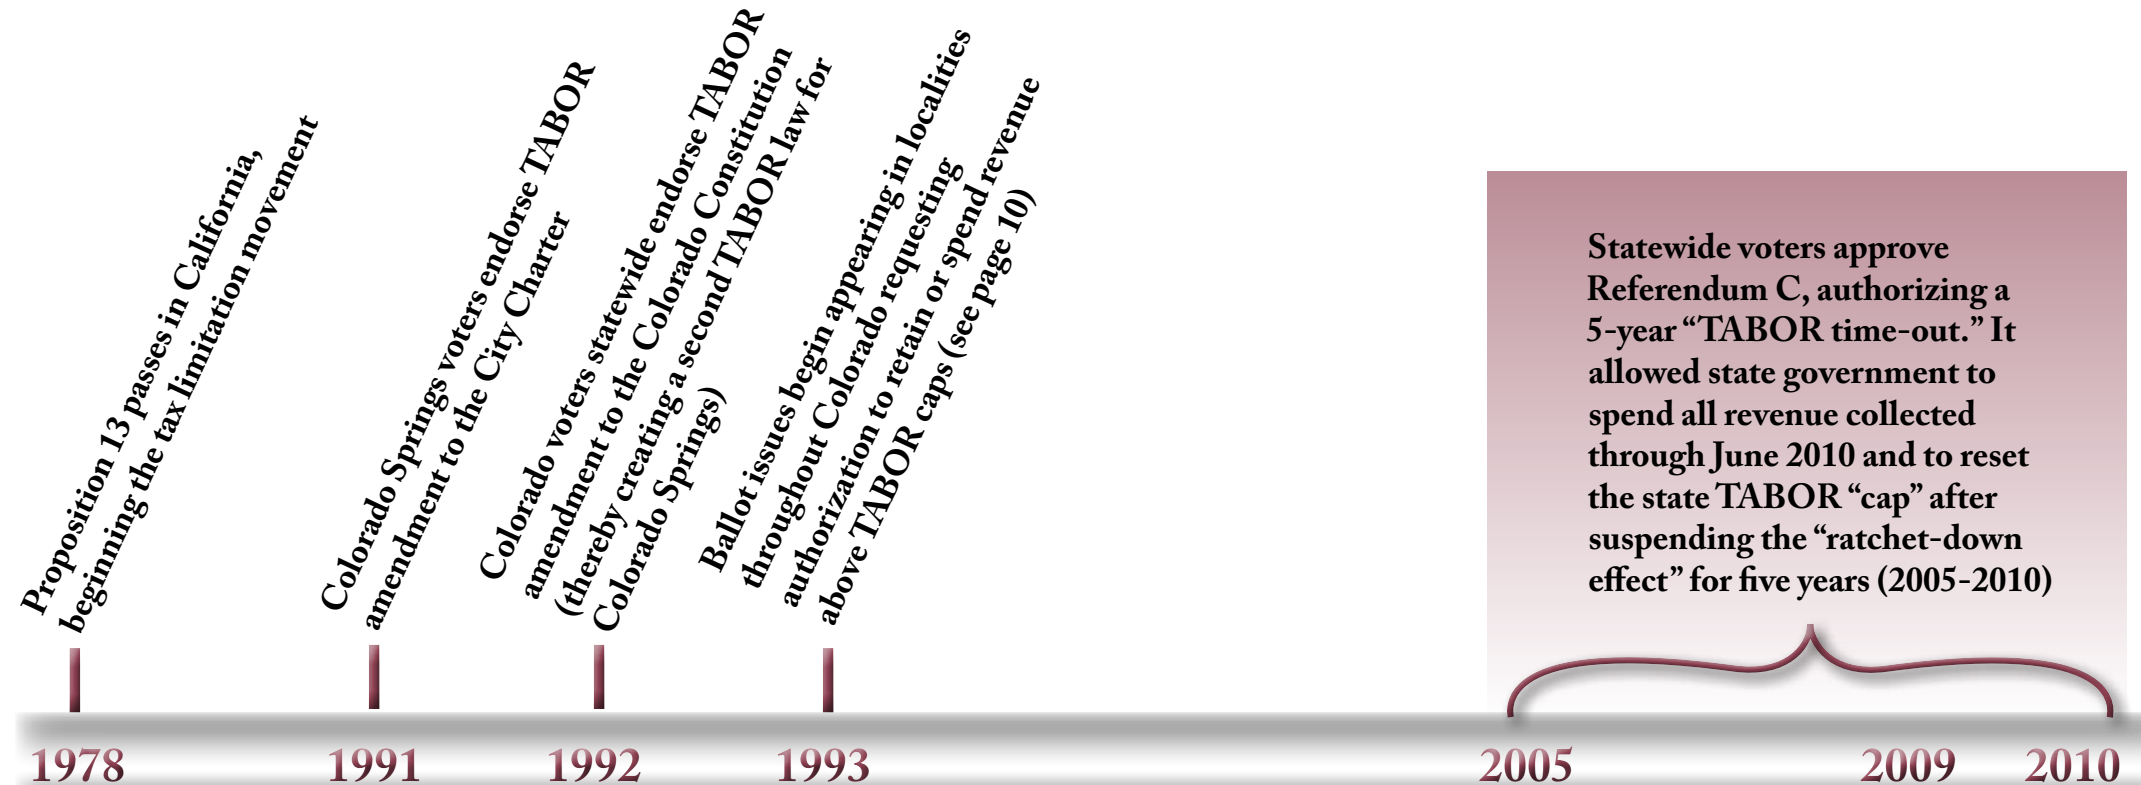 Proposition 13 passes in California,
beginning the tax limitation movement
Colorado Springs voters endorse TABOR
amendment to the City Charter
Colorado voters statewide endorse TABOR
amendment to the Colorado Constitution
(thereby creating a second TABOR law for
Colorado Springs)
Ballot issues begin appearing in localities
throughout Colorado requesting
authorization to retain or spend revenue
above TABOR caps (see page 10)
Statewide voters approve
Referendum C, authorizing a
5-year “TABOR time-out.” It
allowed state government to
spend all revenue collected
through June 2010 and to reset
the state TABOR “cap” after
suspending the “ratchet-down
effect” for five years (2005-2010)
1978 1991 1992 1993 2005 2009 2010